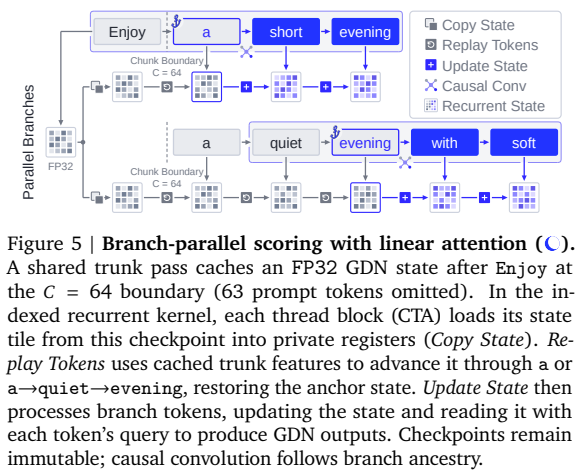 Enjoy
a
short
evening
Copy State
Replay Tokens
Update State
Causal Conv
Recurrent State
Chunk Boundary
C = 64
Parallel Branches
FP32
a
quiet
evening
with
soft
Chunk Boundary
C = 64
Figure 5 | Branch-parallel scoring with linear attention ( ).
A shared trunk pass caches an FP32 GDN state after Enjoy at
the C = 64 boundary (63 prompt tokens omitted). In the in-
dexed recurrent kernel, each thread block (CTA) loads its state
tile from this checkpoint into private registers (Copy State). Re-
play Tokens uses cached trunk features to advance it through a or
a→quiet→evening, restoring the anchor state. Update State then
processes branch tokens, updating the state and reading it with
each token's query to produce GDN outputs. Checkpoints remain
immutable; causal convolution follows branch ancestry.